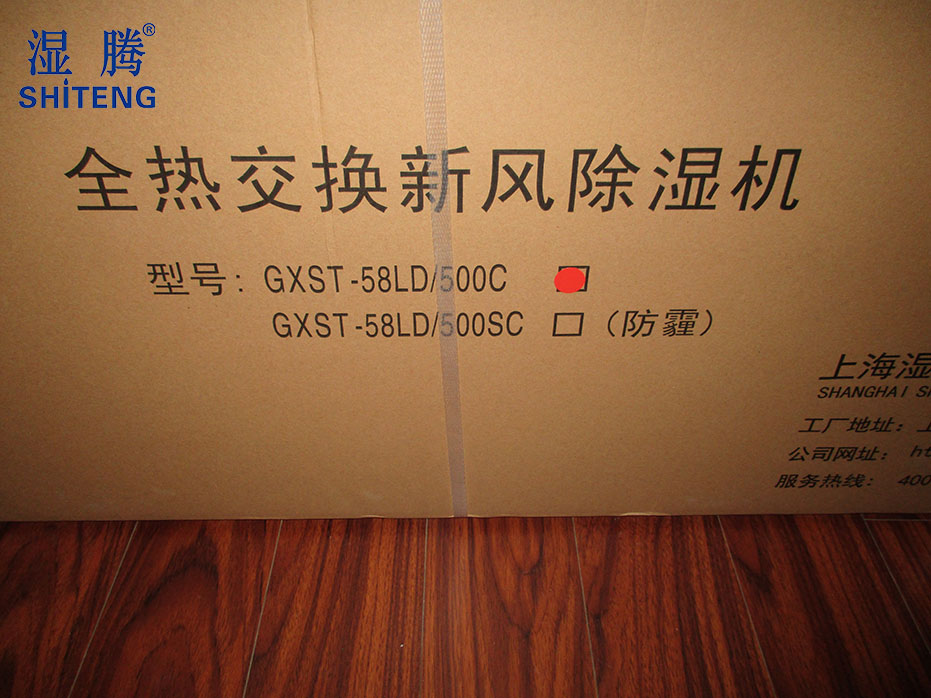 湿腾®
SHiTENG
全热交换新风除湿机
型号：GXST-58LD/500C
GXST-58LD/500SC □（防霾）
上海湿
SHANGHAI
工厂地址：
公司网址：
服务热线： 400